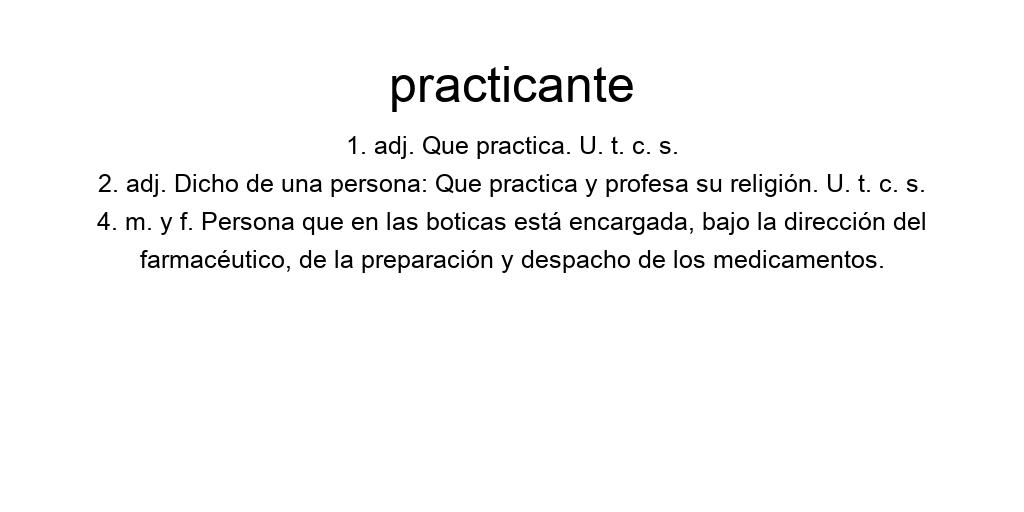 practicante
1. adj. Que practica. U. t. c. s.
2. adj. Dicho de una persona: Que practica y profesa su religión. U. t. c. s.
4. m. y f. Persona que en las boticas está encargada, bajo la dirección del
farmacéutico, de la preparación y despacho de los medicamentos.